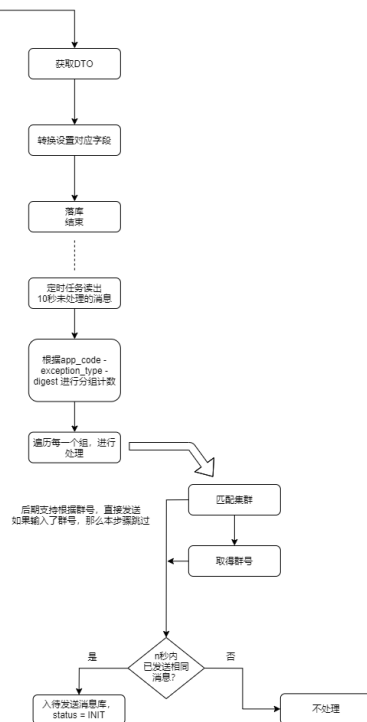 获取DTO
转换设置对应字段
落库
结束
定时任务读出
10秒未处理的消息
根据app_code -
exception_type -
digest 进行分组计数
遍历每一个组，进行
处理
匹配集群
后期支持根据群号，直接发送
如果输入了群号，那么本步骤跳过
取得群号
n秒内
已发送相同
消息？
是
否
入待发送消息库，
status = INIT
不处理